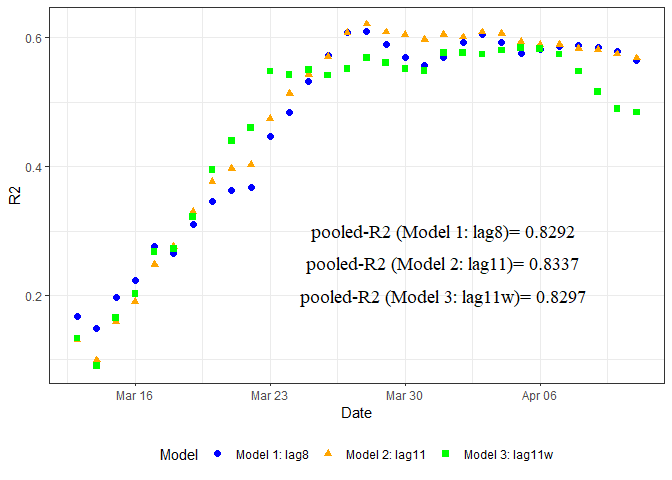 0.6
0.4
0.2
R2
pooled-R2 (Model 1: lag8)= 0.8292
pooled-R2 (Model 2: lag11)= 0.8337
pooled-R2 (Model 3: lag11w)= 0.8297
Mar 16 Mar 23 Mar 30 Apr 06
Date
Model Model 1: lag8 Model 2: lag11 Model 3: lag11w